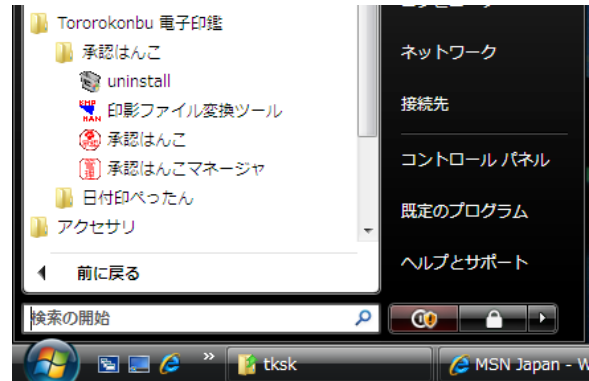 Tororokonbu 電子印鑑
承認はんこ
uninstall
印影ファイル変換ツール
承認はんこ
承認はんこマネージャ
日付印ぺったん
アクセサリ
前に戻る
検索の開始
ネットワーク
接続先
コントロール パネル
既定のプログラム
ヘルプとサポート
tksk
MSN Japan - W